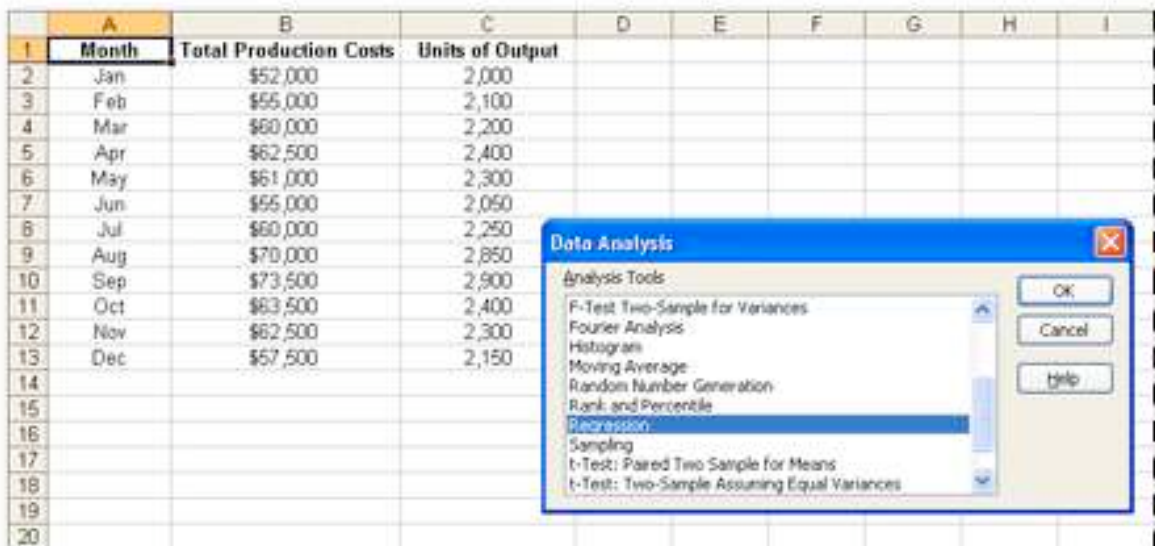 A B C D E F G H I
1 Month Total Production Costs Units of Output
2 Jan $52,000 2,000
3 Feb $55,000 2,100
4 Mar $60,000 2,200
5 Apr $62,500 2,400
6 May $61,000 2,300
7 Jun $55,000 2,050
8 Jul $60,000 2,250
9 Aug $70,000 2,850
10 Sep $73,500 2,900
11 Oct $63,500 2,400
12 Nov $62,500 2,300
13 Dec $57,500 2,150
14
15
16
17
18
19
20
Data Analysis
Analysis Tools
F-Test Two-Sample for Variances
Fourier Analysis
Histogram
Moving Average
Random Number Generation
Rank and Percentile
Regression
Sampling
t-Test: Paired Two Sample for Means
t-Test: Two-Sample Assuming Equal Variances
OK
Cancel
Help